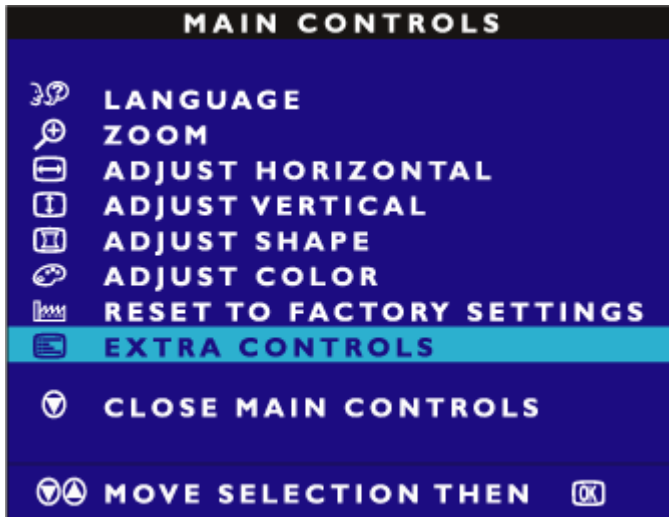 MAIN CONTROLS
LANGUAGE
ZOOM
ADJUST HORIZONTAL
ADJUST VERTICAL
ADJUST SHAPE
ADJUST COLOR
RESET TO FACTORY SETTINGS
EXTRA CONTROLS
CLOSE MAIN CONTROLS
MOVE SELECTION THEN OK